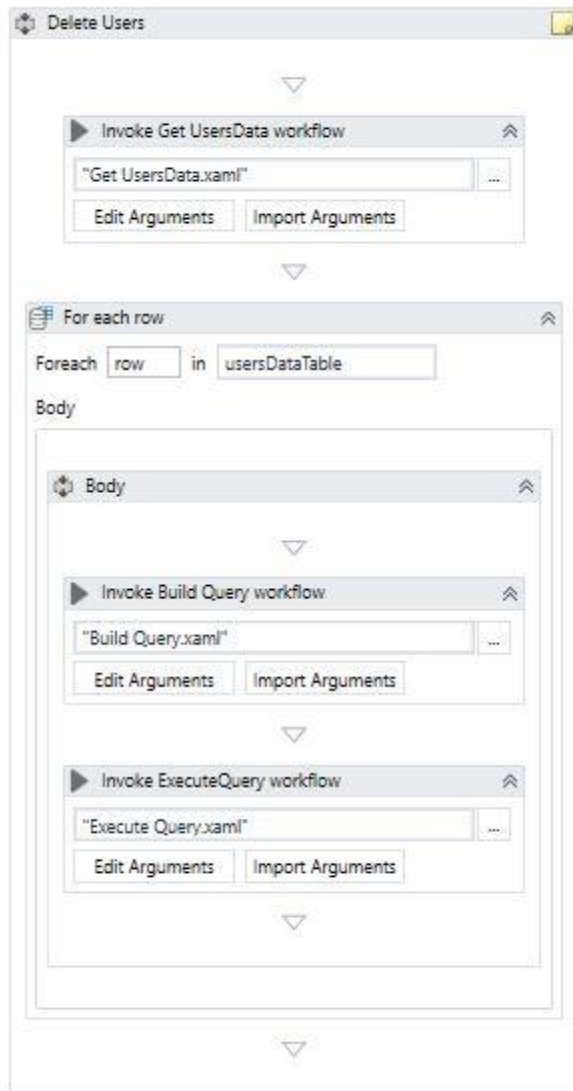 Delete Users
Invoke Get UsersData workflow
"Get UsersData.xaml"
...
Edit Arguments Import Arguments
For each row
Foreach row in usersDataTable
Body
Body
Invoke Build Query workflow
"Build Query.xaml"
...
Edit Arguments Import Arguments
Invoke ExecuteQuery workflow
"Execute Query.xaml"
...
Edit Arguments Import Arguments